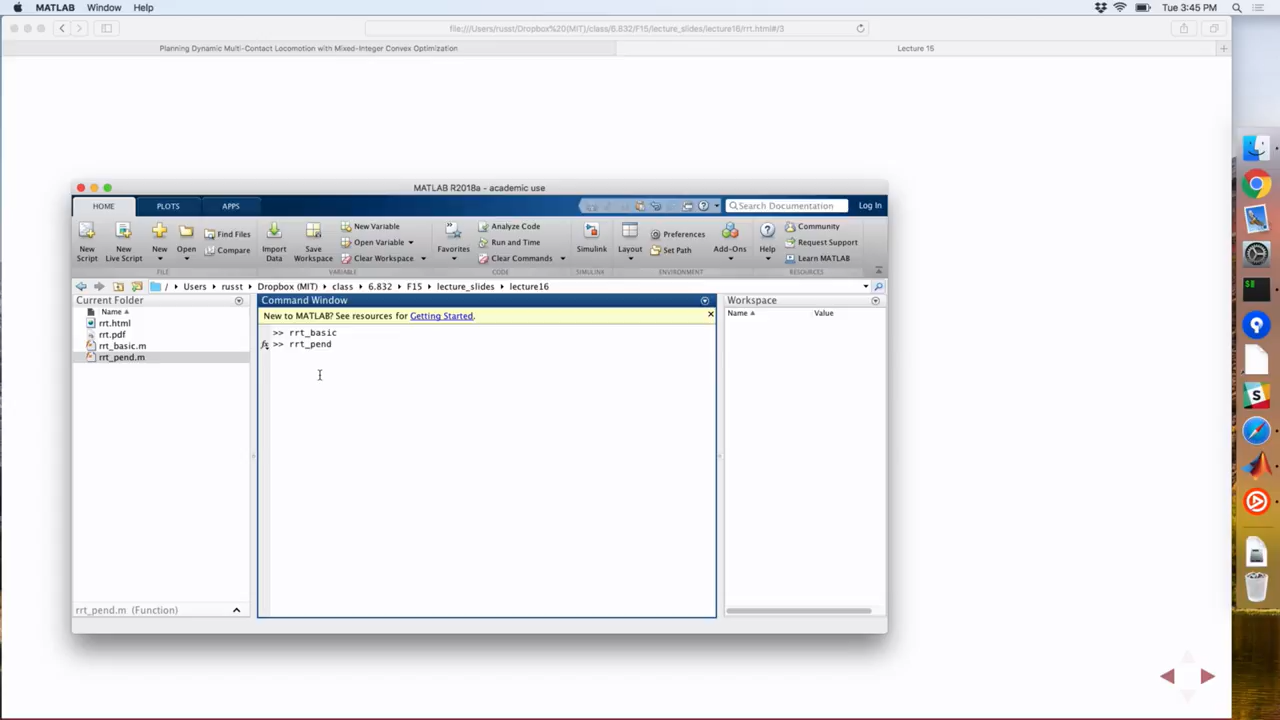 MATLAB Window Help Tue 3:45 PM
file:///Users/russt/Dropbox%20(MIT)/class/6.832/F15/lecture_slides/lecture16/rrt.html#/3
Planning Dynamic Multi-Contact Locomotion with Mixed-Integer Convex Optimization Lecture 15
MATLAB R2018a - academic use
HOME PLOTS APPS Search Documentation Log In
New Script
New Live Script
New
Open
Find Files
Compare
FILE
Import Data
Save Workspace
New Variable
Open Variable
Clear Workspace
VARIABLE
Favorites
Analyze Code
Run and Time
Clear Commands
CODE
Simulink
SIMULINK
Layout
Preferences
Set Path
Add-Ons
ENVIRONMENT
Help
Community
Request Support
Learn MATLAB
RESOURCES
/ Users russt Dropbox (MIT) class 6.832 F15 lecture_slides lecture16
Current Folder
Name
rrt.html
rrt.pdf
rrt_basic.m
rrt_pend.m
rrt_pend.m (Function)
Command Window
New to MATLAB? See resources for Getting Started.
>> rrt_basic
fx >> rrt_pend
Workspace
Name Value